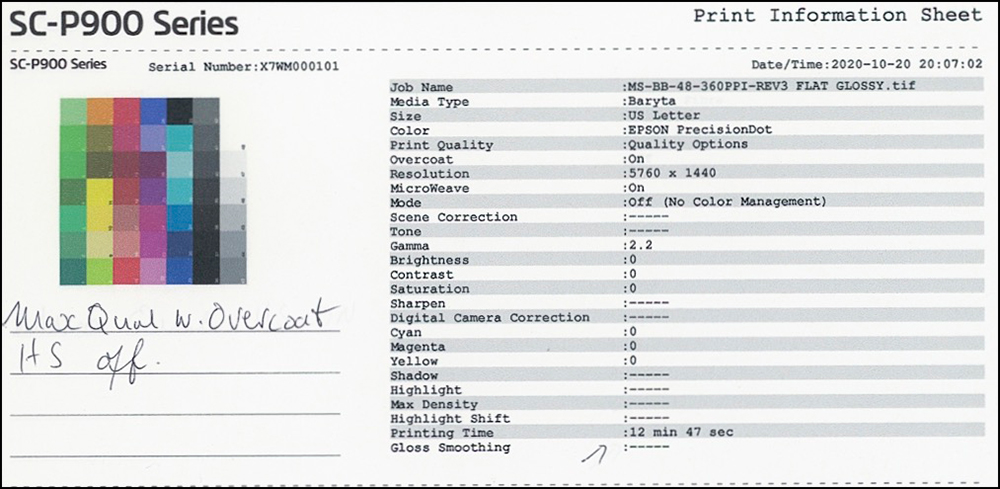 SC-P900 Series
Print Information Sheet
SC-P900 Series
Serial Number:X7WM000101
Date/Time:2020-10-20 20:07:02
Job Name :MS-BB-48-360PPI-REV3 FLAT GLOSSY.tif
Media Type :Baryta
Size :US Letter
Color :EPSON PrecisionDot
Print Quality :Quality Options
Overcoat :On
Resolution :5760 x 1440
MicroWeave :On
Mode :Off (No Color Management)
Scene Correction :-----
Tone :-----
Gamma :2.2
Brightness :0
Contrast :0
Saturation :0
Sharpen :-----
Digital Camera Correction :-----
Cyan :0
Magenta :0
Yellow :0
Shadow :-----
Highlight :-----
Max Density :-----
Highlight Shift :-----
Printing Time :12 min 47 sec
Gloss Smoothing :-----
Max Qual w. Overcoat
HS off.